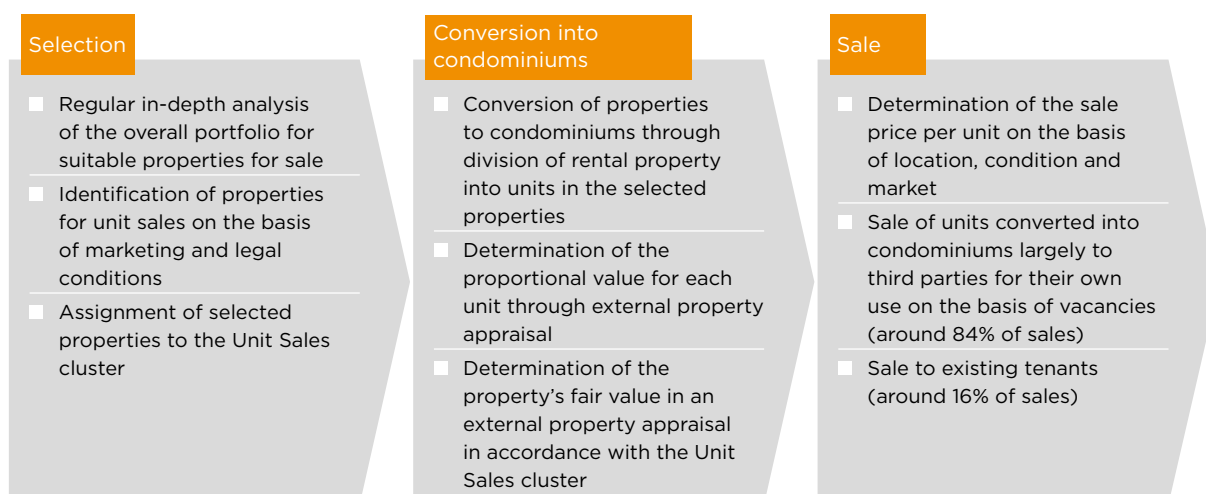 Selection
Regular in-depth analysis
of the overall portfolio for
suitable properties for sale
Identification of properties
for unit sales on the basis
of marketing and legal
conditions
Assignment of selected
properties to the Unit Sales
cluster
Conversion into
condominiums
Conversion of properties
to condominiums through
division of rental property
into units in the selected
properties
Determination of the
proportional value for each
unit through external property
appraisal
Determination of the
property’s fair value in an
external property appraisal
in accordance with the Unit
Sales cluster
Sale
Determination of the sale
price per unit on the basis
of location, condition and
market
Sale of units converted into
condominiums largely to
third parties for their own
use on the basis of vacancies
(around 84% of sales)
Sale to existing tenants
(around 16% of sales)